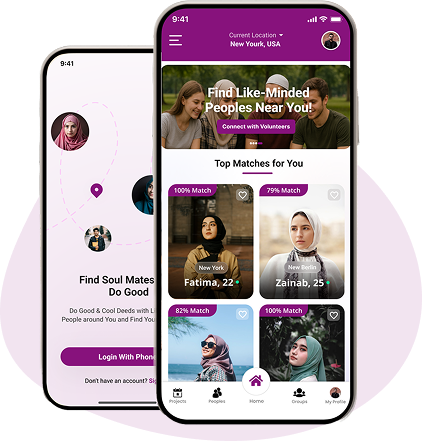 9:41
Find Soul Mates
Do Good
Do Good & Cool Deeds with Li
People around You and Find You
Login With Phone
Don't have an account? Sig
9:41
Current Location
New Yourk, USA
Find Like-Minded
Peoples Near You!
Connect with Volunteers
Top Matches for You
100% Match
79% Match
New York
Fatima, 22
New Berlin
Zainab, 25
82% Match
100% Match
Projects
Peoples
Home
Groups
My Profile